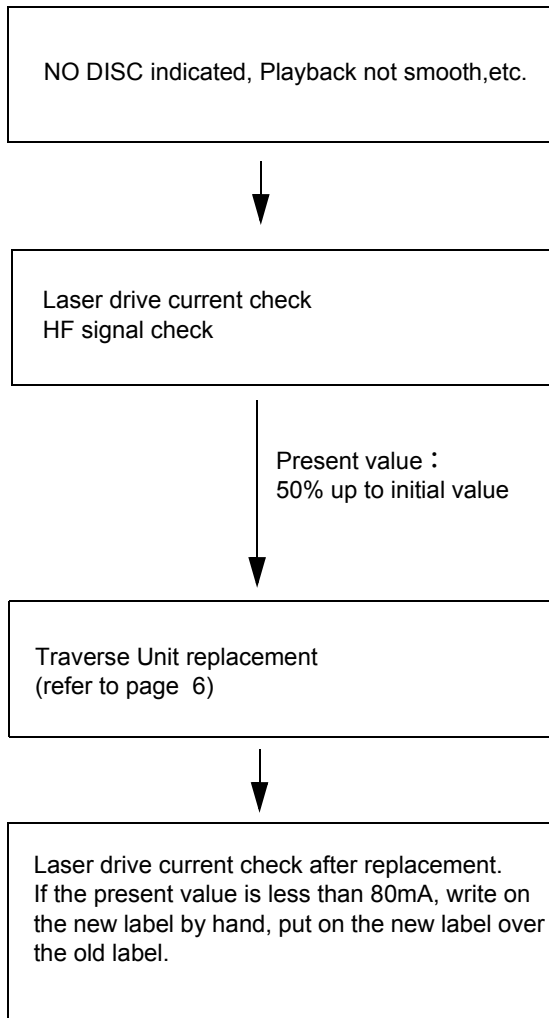 NO DISC indicated, Playback not smooth,etc.
Laser drive current check
HF signal check
Present value：
50% up to initial value
Traverse Unit replacement
(refer to page  6)
Laser drive current check after replacement.
If the present value is less than 80mA, write on
the new label by hand, put on the new label over
the old label.